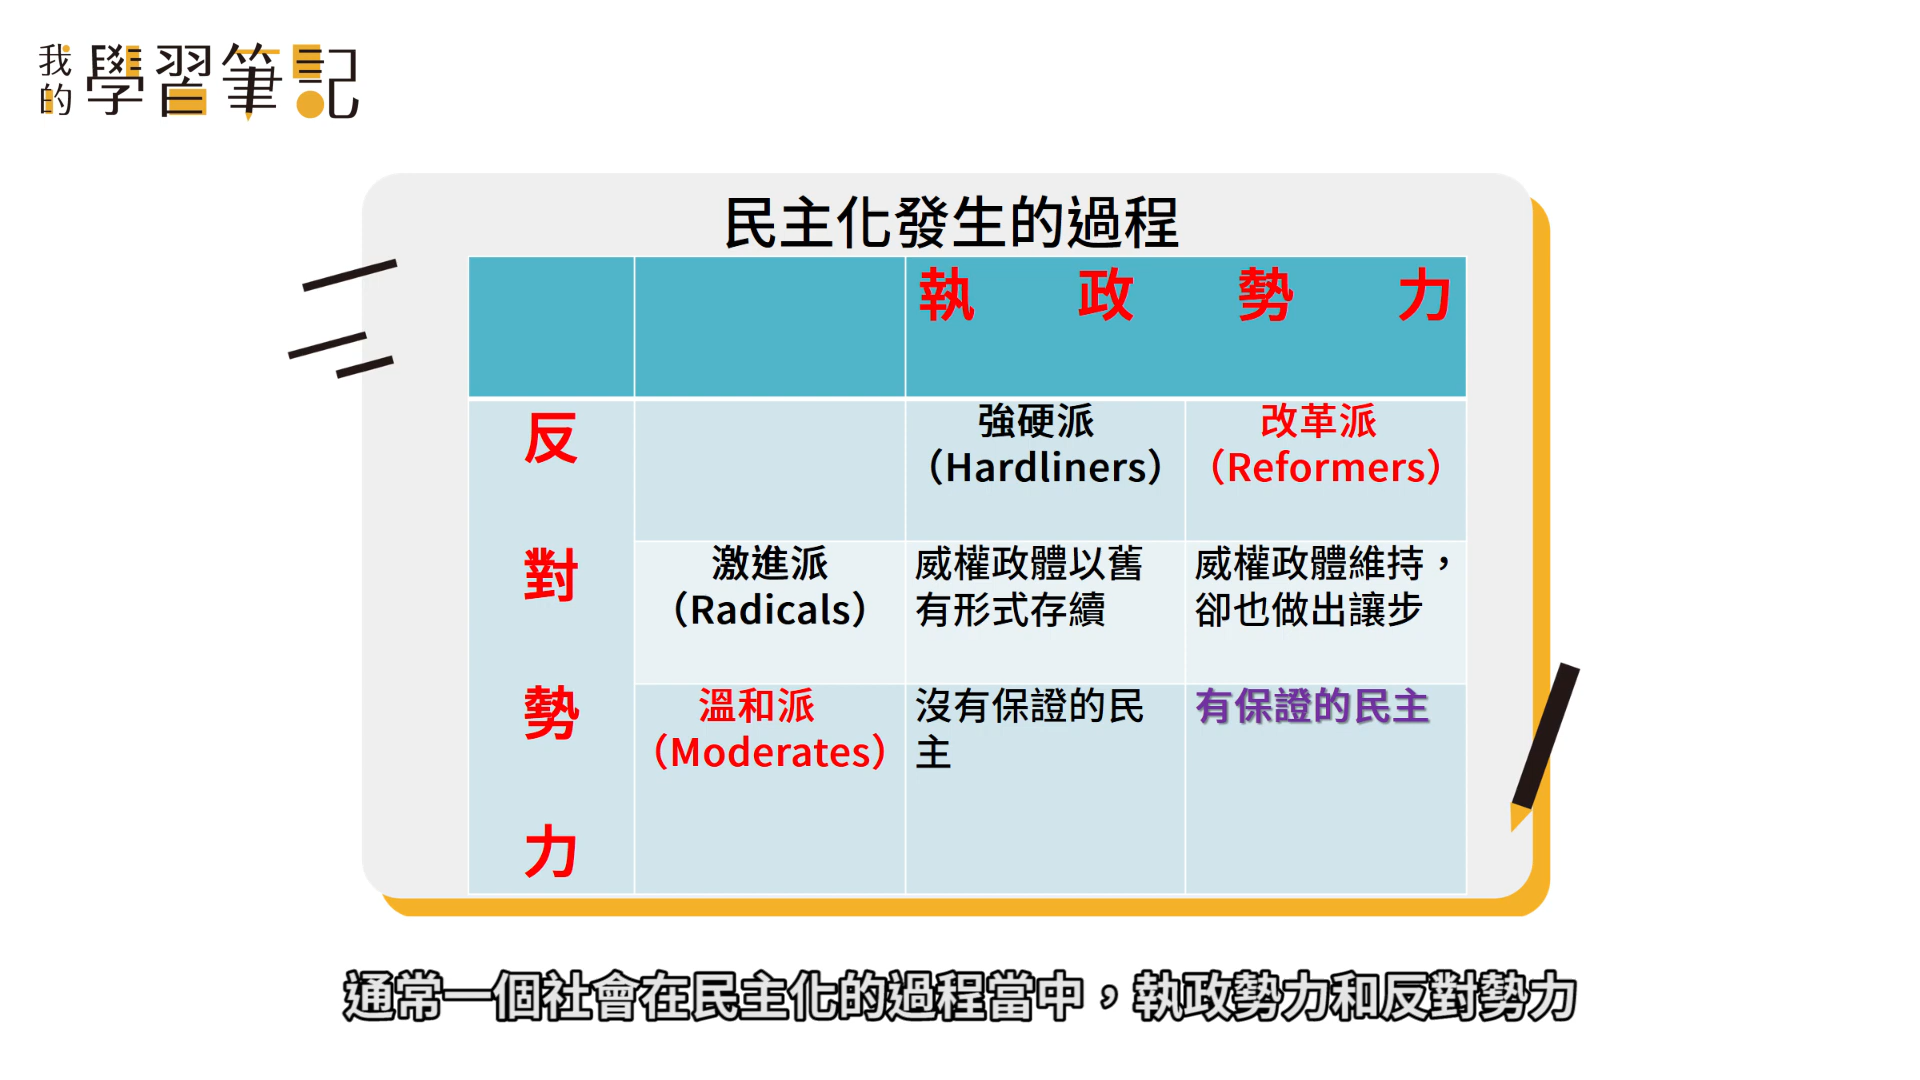 我的學習筆記
民主化發生的過程
執政勢力
強硬派
（Hardliners）
改革派
（Reformers）
反對勢力
激進派
（Radicals）
威權政體以舊
有形式存續
威權政體維持，
卻也做出讓步
溫和派
（Moderates）
沒有保證的民
主
有保證的民主
通常一個社會在民主化的過程當中，執政勢力和反對勢力